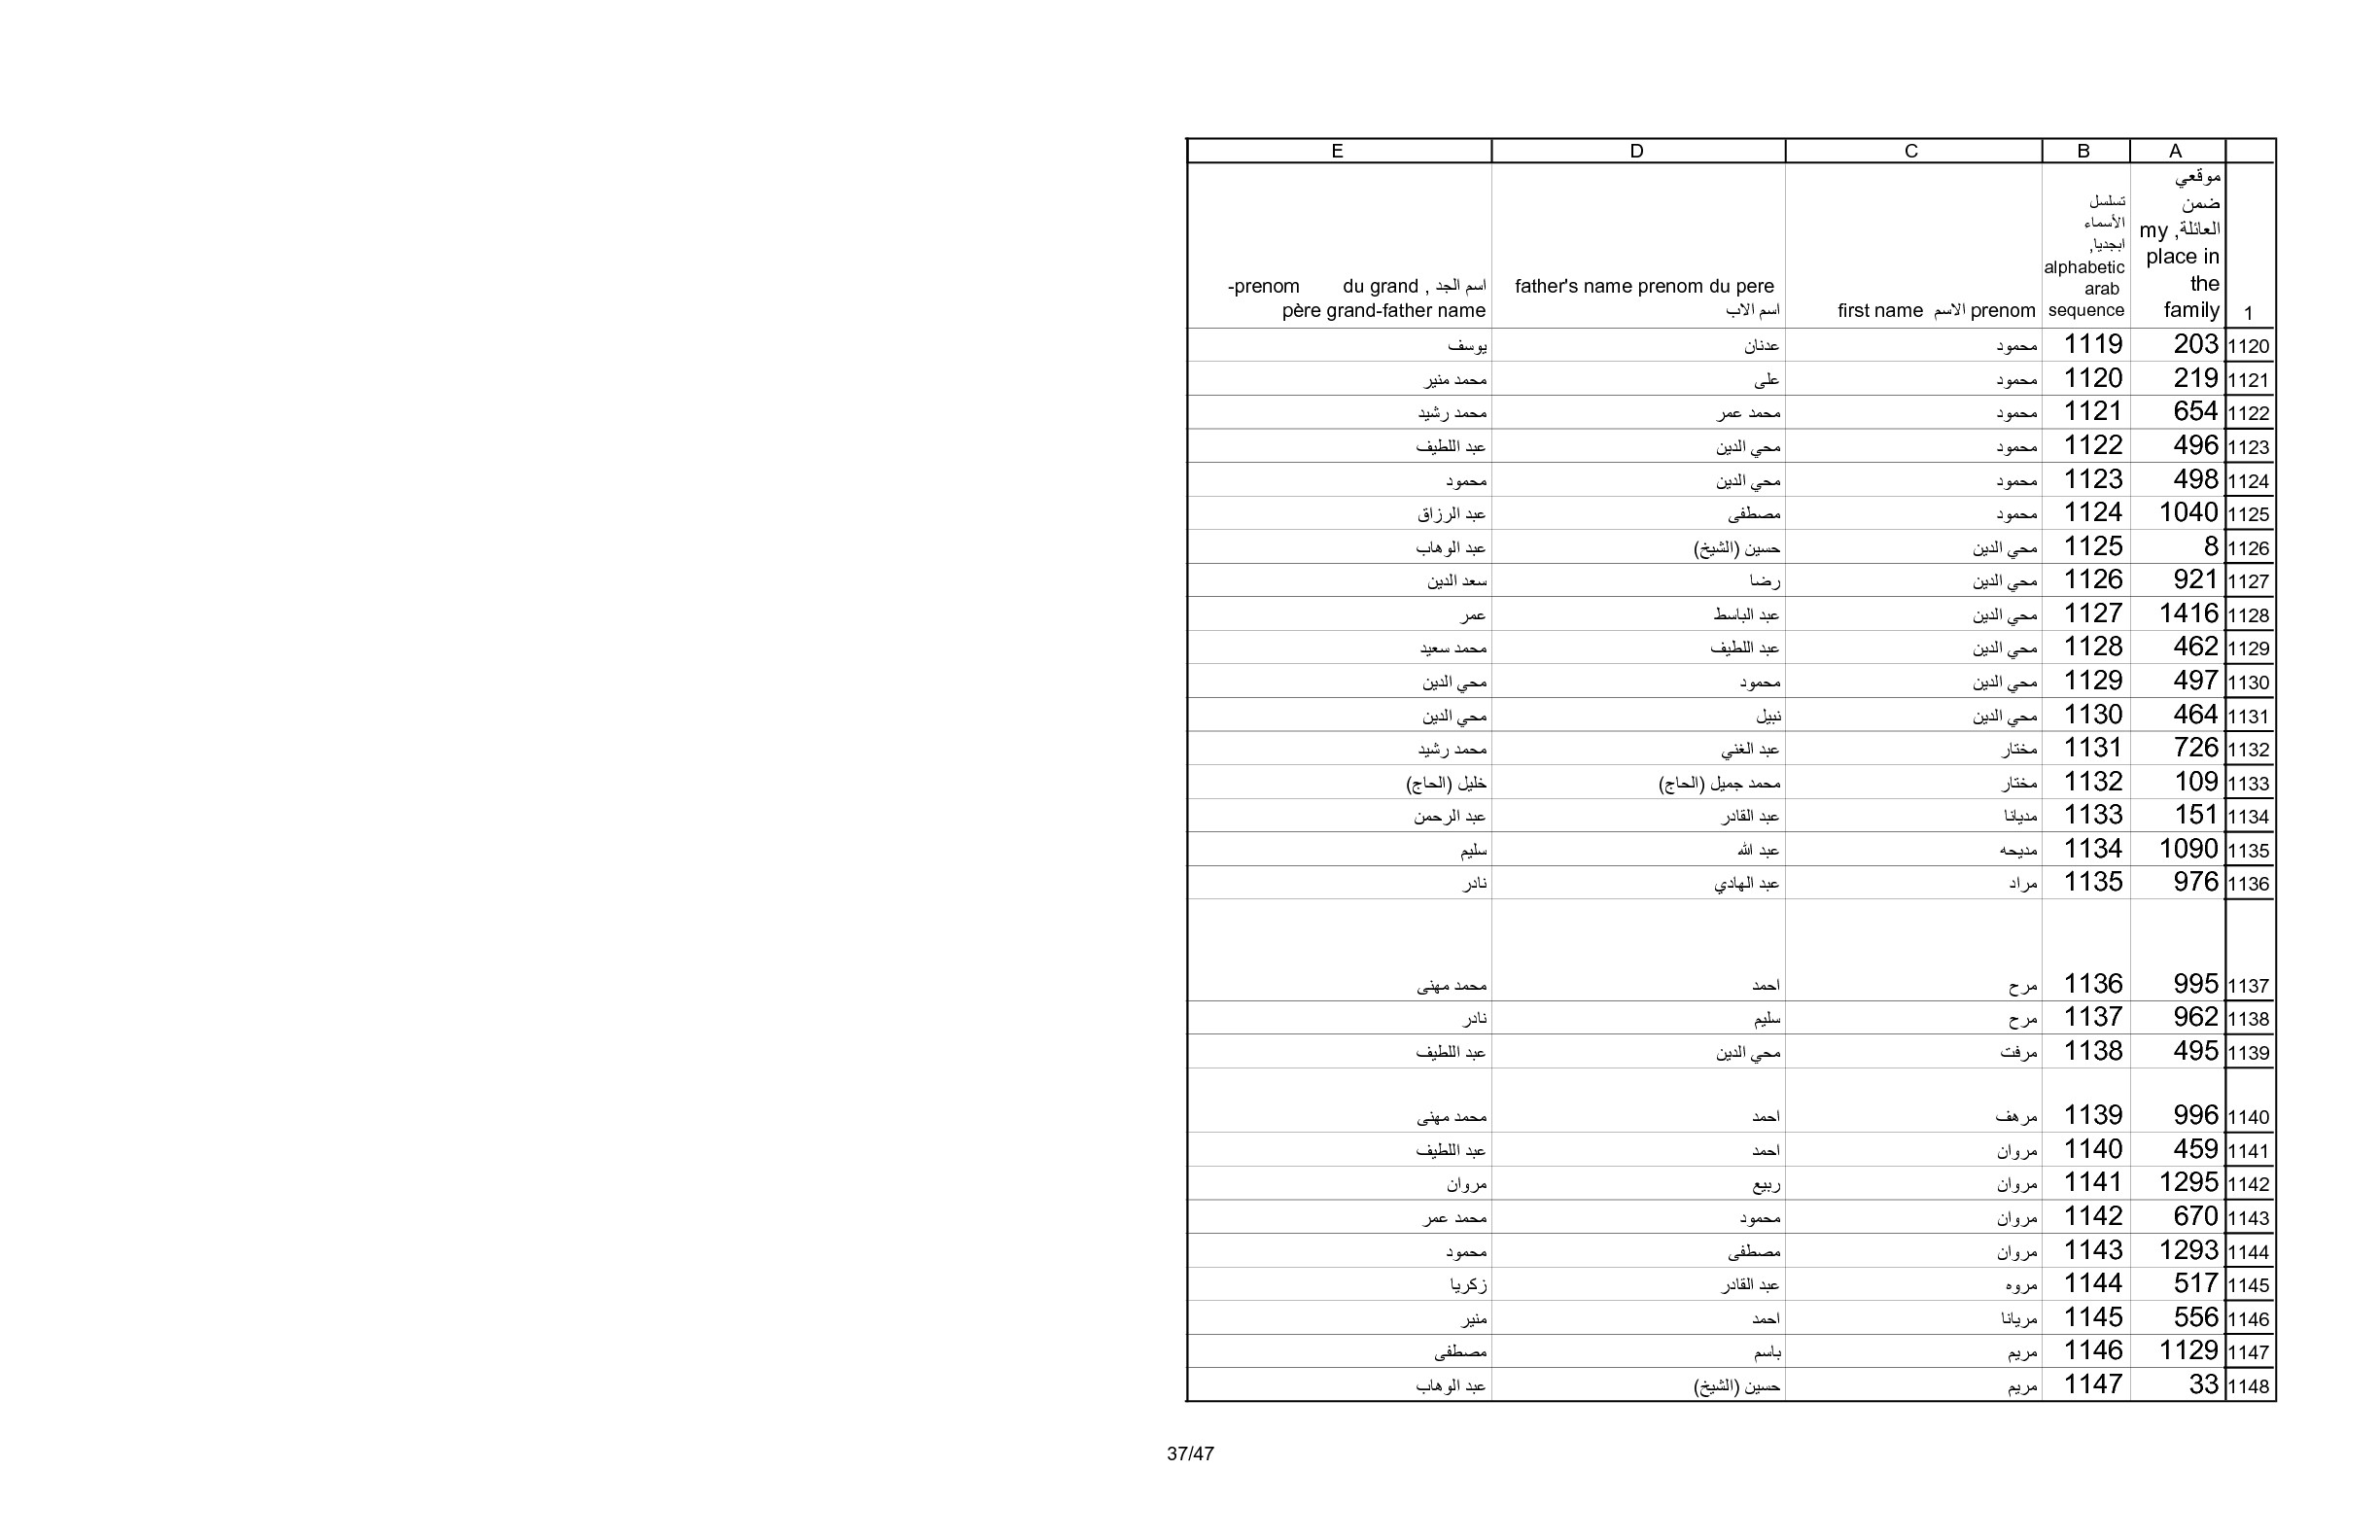 A B C D E
1 موقعي ضمن العائلة, my place in the family تسلسل الأسماء ابجديا, alphabetic arab sequence first name الاسم prenom father's name prenom du pere اسم الاب اسم الجد , du grand -prenom père grand-father name
1120 203 1119 محمود عدنان يوسف
1121 219 1120 محمود على محمد منير
1122 654 1121 محمود محمد عمر محمد رشيد
1123 496 1122 محمود محي الدين عبد اللطيف
1124 498 1123 محمود محي الدين محمود
1125 1040 1124 محمود مصطفى عبد الرزاق
1126 8 1125 محي الدين حسين (الشيخ) عبد الوهاب
1127 921 1126 محي الدين رضا سعد الدين
1128 1416 1127 محي الدين عبد الباسط عمر
1129 462 1128 محي الدين عبد اللطيف محمد سعيد
1130 497 1129 محي الدين محمود محي الدين
1131 464 1130 محي الدين نبيل محي الدين
1132 726 1131 مختار عبد الغني محمد رشيد
1133 109 1132 مختار محمد جميل (الحاج) خليل (الحاج)
1134 151 1133 مديانا عبد القادر عبد الرحمن
1135 1090 1134 مديحه عبد الله سليم
1136 976 1135 مراد عبد الهادي نادر
1137 995 1136 مرح احمد محمد مهنى
1138 962 1137 مرح سليم نادر
1139 495 1138 مرفت محي الدين عبد اللطيف
1140 996 1139 مرهف احمد محمد مهنى
1141 459 1140 مروان احمد عبد اللطيف
1142 1295 1141 مروان ربيع مروان
1143 670 1142 مروان محمود محمد عمر
1144 1293 1143 مروان مصطفى محمود
1145 517 1144 مروه عبد القادر زكريا
1146 556 1145 مريانا احمد منير
1147 1129 1146 مريم باسم مصطفى
1148 33 1147 مريم حسين (الشيخ) عبد الوهاب
37/47